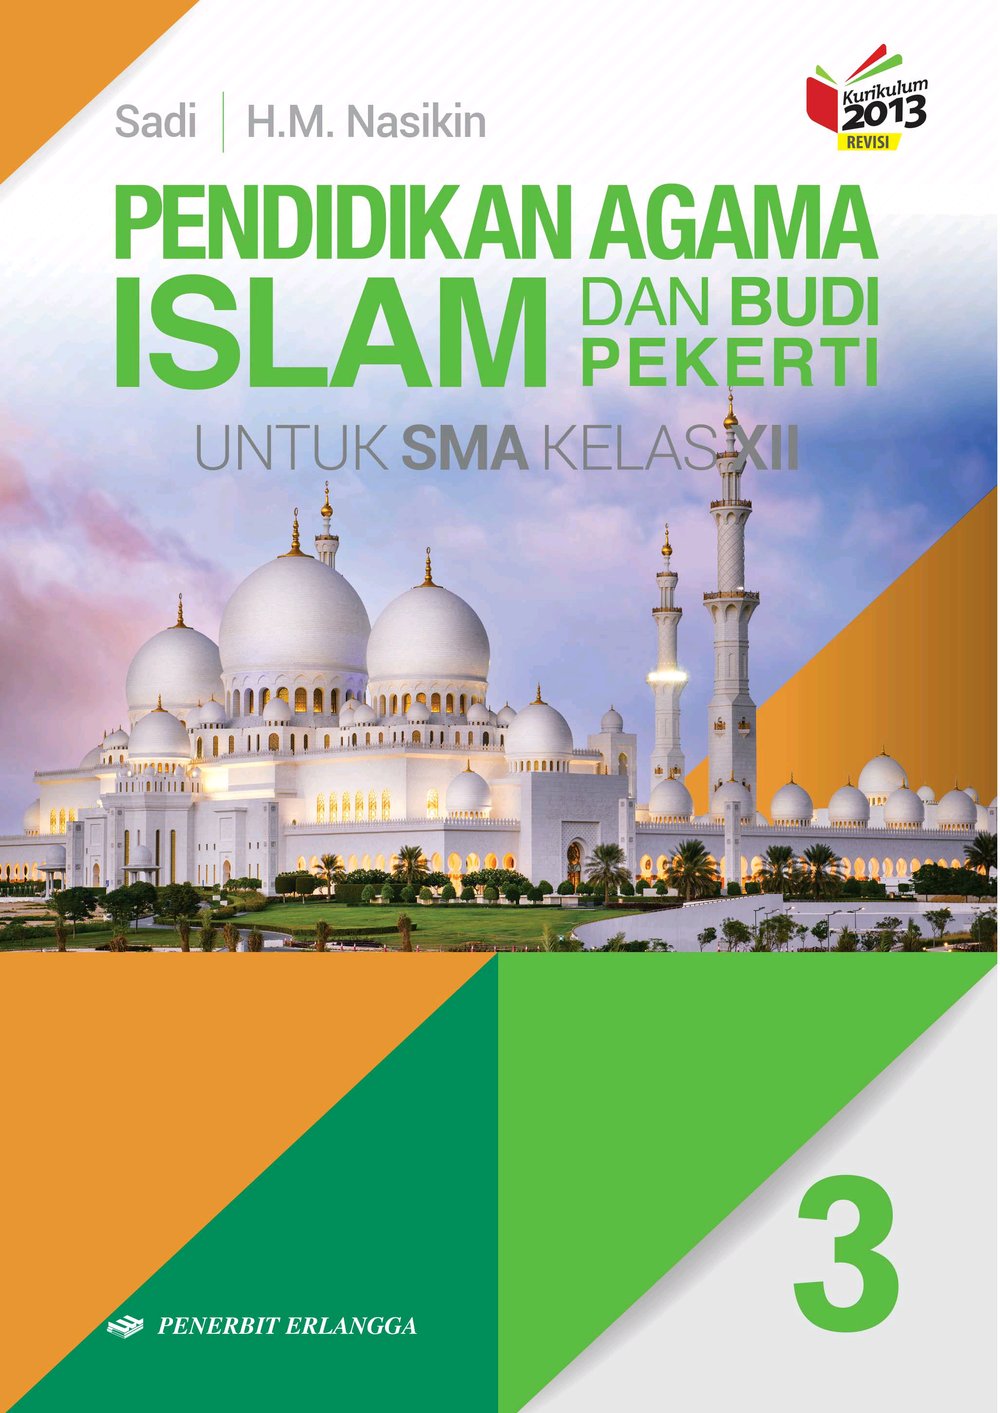 Sadi | H.M. Nasikin
Kurikulum
2013
REVISI
PENDIDIKAN AGAMA
ISLAM DAN BUDI
PEKERTI
UNTUK SMA KELAS XII
3
PENERBIT ERLANGGA